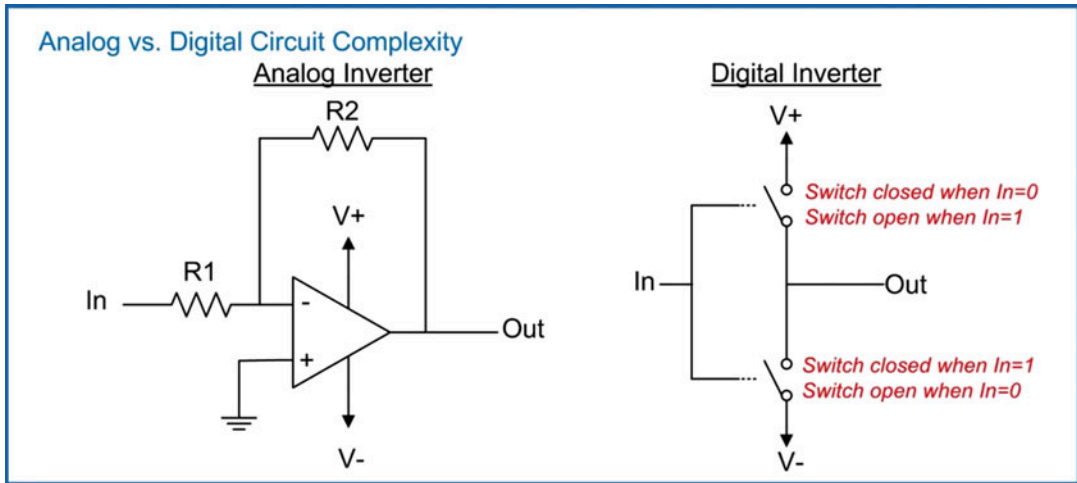 Analog vs. Digital Circuit Complexity
Analog Inverter
R2
V+
R1
In
-
+
Out
V-
Digital Inverter
V+
Switch closed when In=0
Switch open when In=1
In
Out
Switch closed when In=1
Switch open when In=0
V-